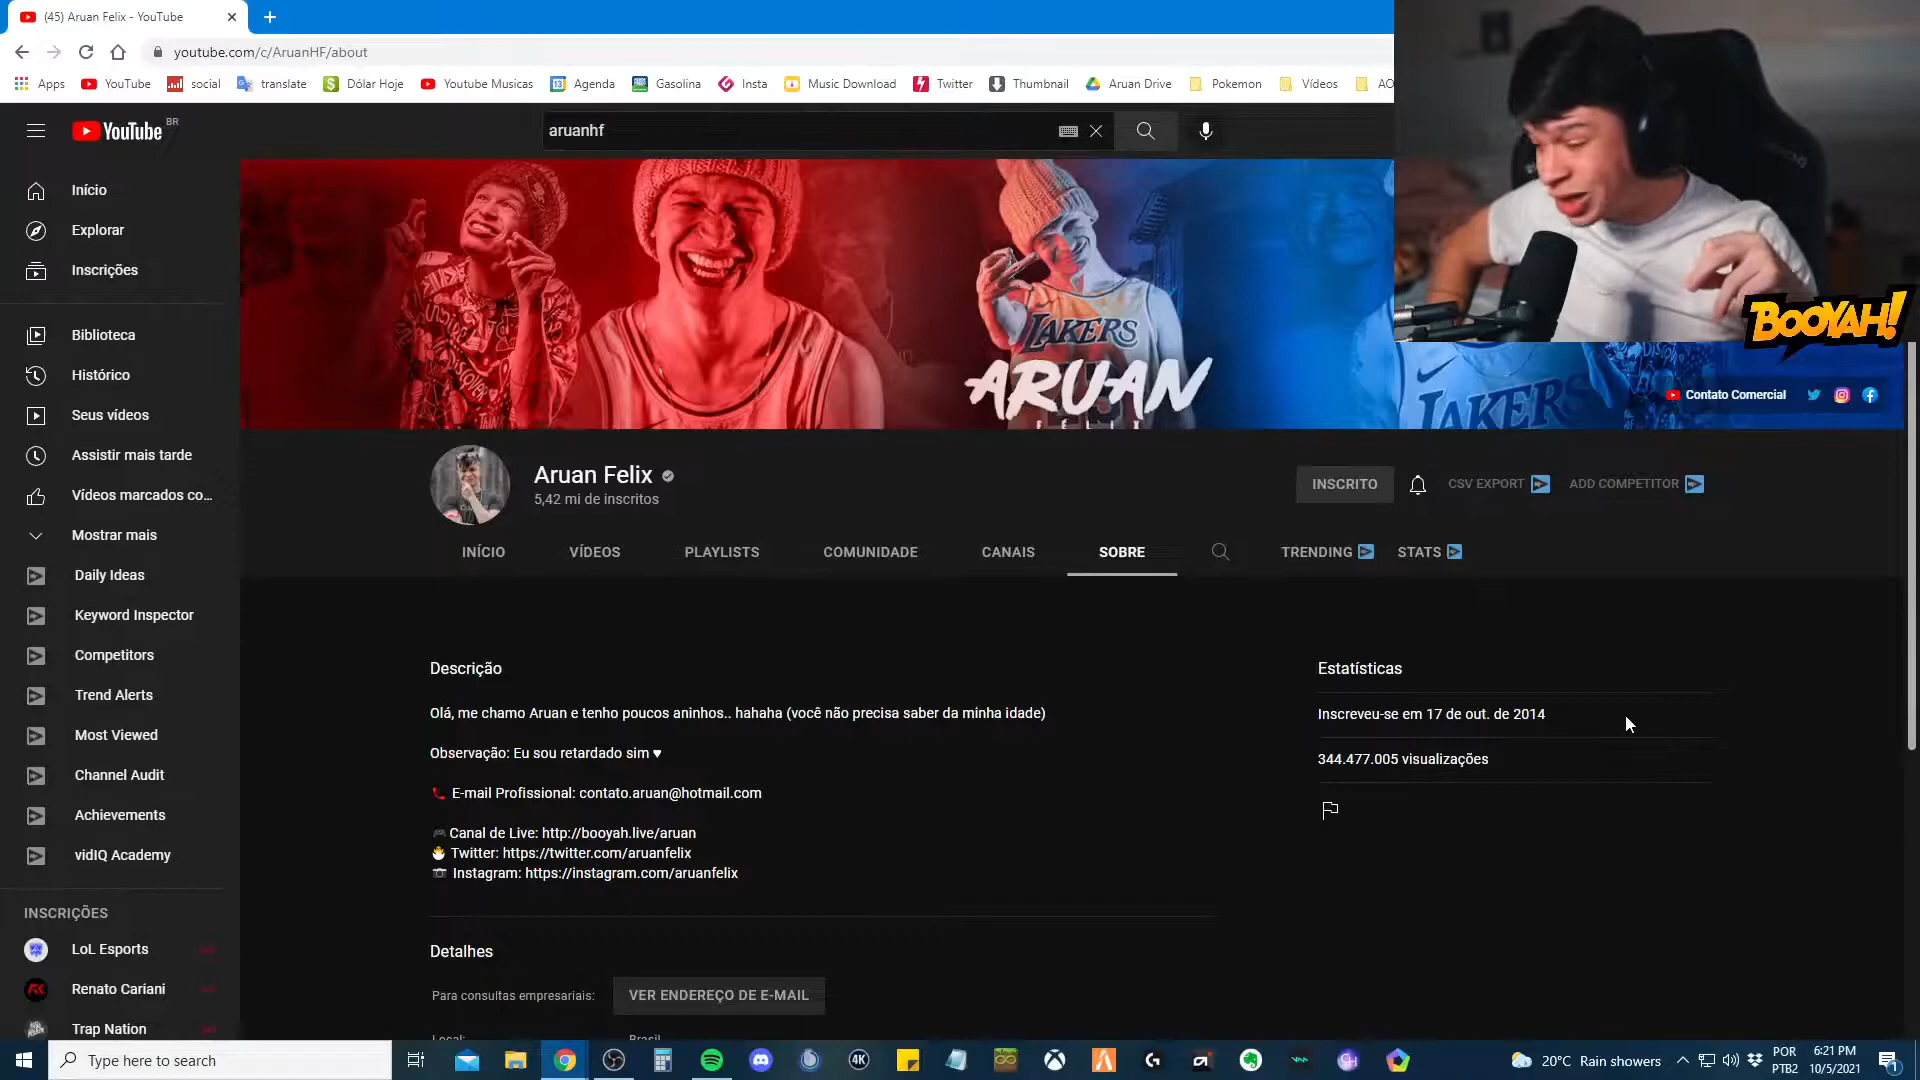 (45) Aruan Felix - YouTube
youtube.com/c/AruanHF/about
Apps YouTube social translate Dólar Hoje Youtube Musicas Agenda Gasolina Insta Music Download Twitter Thumbnail Aruan Drive Pokemon Vídeos AO
YouTube BR
aruanhf
Início
Explorar
Inscrições
Biblioteca
Histórico
Seus vídeos
Assistir mais tarde
Vídeos marcados co...
Mostrar mais
Daily Ideas
Keyword Inspector
Competitors
Trend Alerts
Most Viewed
Channel Audit
Achievements
vidIQ Academy
INSCRIÇÕES
LoL Esports
Renato Cariani
Trap Nation
LAKERS
ARUAN
FELIX
BOOYAH!
LAKERS
Contato Comercial
Aruan Felix
5,42 mi de inscritos
INSCRITO CSV EXPORT ADD COMPETITOR
INÍCIO VÍDEOS PLAYLISTS COMUNIDADE CANAIS SOBRE TRENDING STATS
Descrição
Olá, me chamo Aruan e tenho poucos aninhos.. hahaha (você não precisa saber da minha idade)
Observação: Eu sou retardado sim ♥
📞 E-mail Profissional: contato.aruan@hotmail.com
🎮 Canal de Live: http://booyah.live/aruan
🐣 Twitter: https://twitter.com/aruanfelix
📷 Instagram: https://instagram.com/aruanfelix
Estatísticas
Inscreveu-se em 17 de out. de 2014
344.477.005 visualizações
Detalhes
Para consultas empresariais: VER ENDEREÇO DE E-MAIL
Local: Brasil
Type here to search
4K
20°C Rain showers
POR
PTB2
6:21 PM
10/5/2021
1